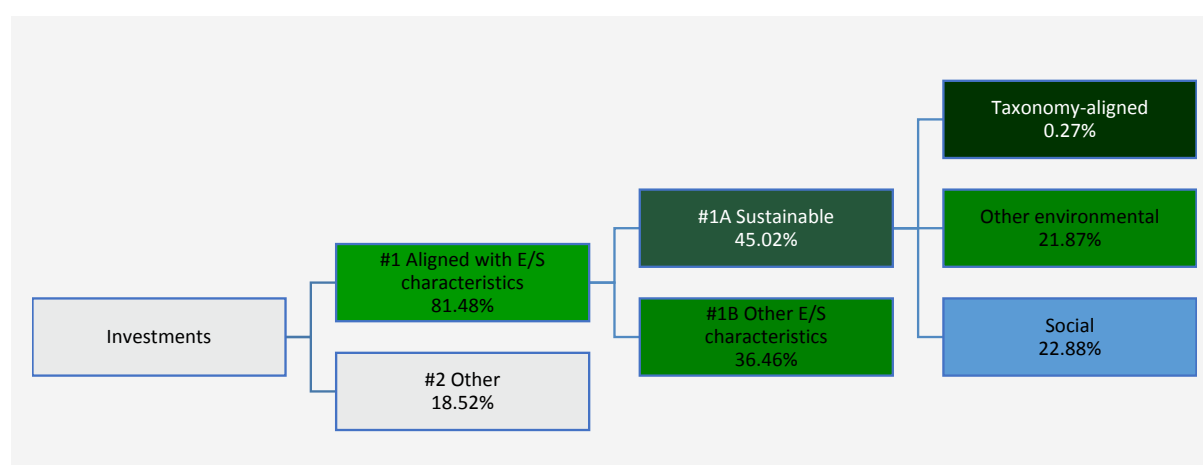 Investments
#1 Aligned with E/S
characteristics
81.48%
#2 Other
18.52%
#1A Sustainable
45.02%
#1B Other E/S
characteristics
36.46%
Taxonomy-aligned
0.27%
Other environmental
21.87%
Social
22.88%